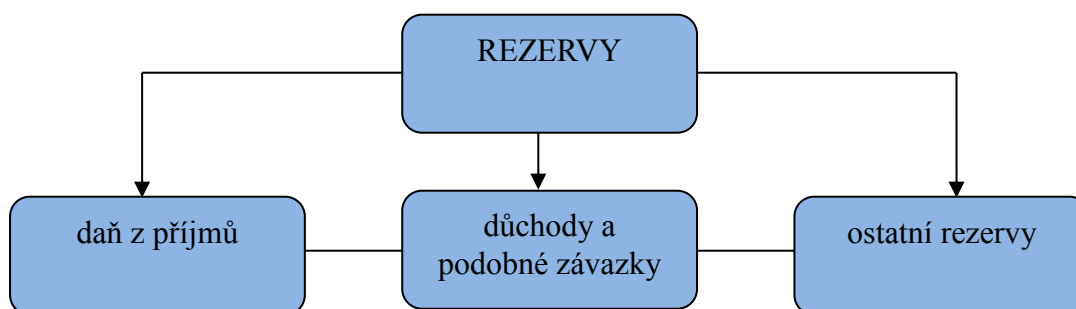 REZERVY
daň z příjmů
důchody a
podobné závazky
ostatní rezervy